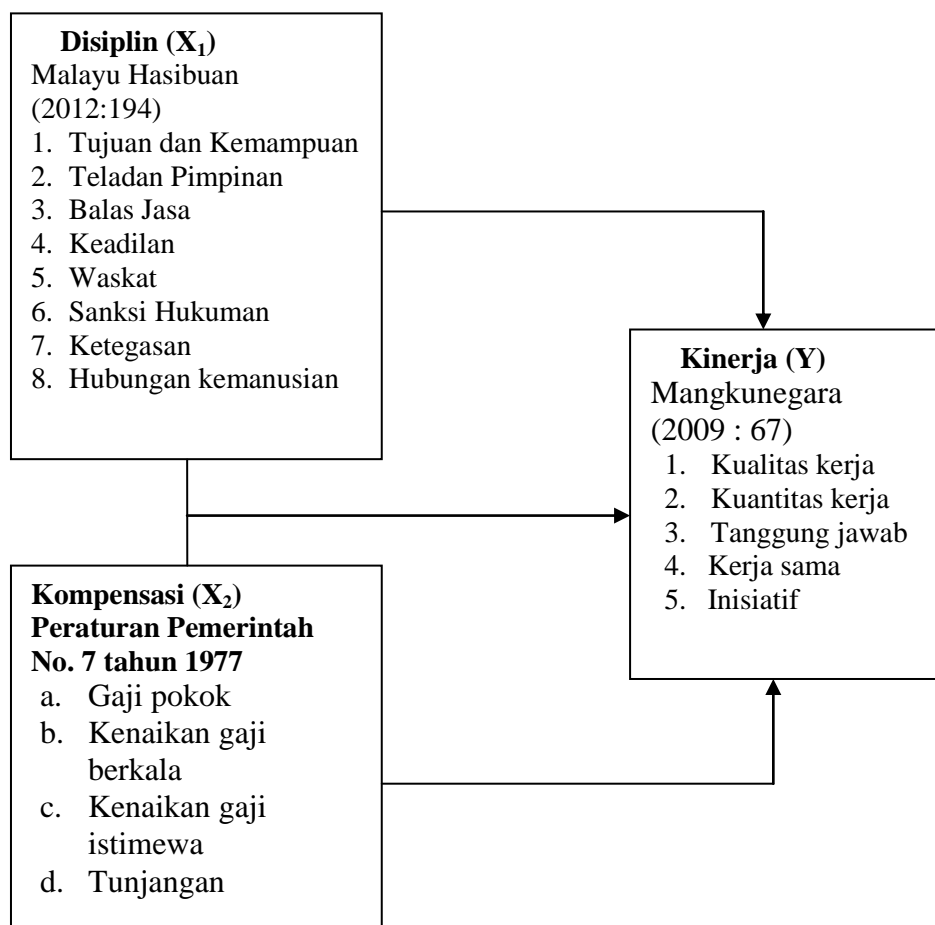 Disiplin (X₁)
Malayu Hasibuan
(2012:194)
1. Tujuan dan Kemampuan
2. Teladan Pimpinan
3. Balas Jasa
4. Keadilan
5. Waskat
6. Sanksi Hukuman
7. Ketegasan
8. Hubungan kemanusian
Kinerja (Y)
Mangkunegara
(2009 : 67)
1. Kualitas kerja
2. Kuantitas kerja
3. Tanggung jawab
4. Kerja sama
5. Inisiatif
Kompensasi (X₂)
Peraturan Pemerintah
No. 7 tahun 1977
a. Gaji pokok
b. Kenaikan gaji
berkala
c. Kenaikan gaji
istimewa
d. Tunjangan